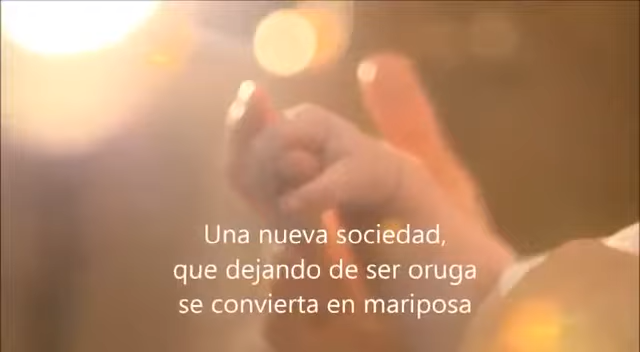 Una nueva sociedad,
que dejando de ser oruga
se convierta en mariposa